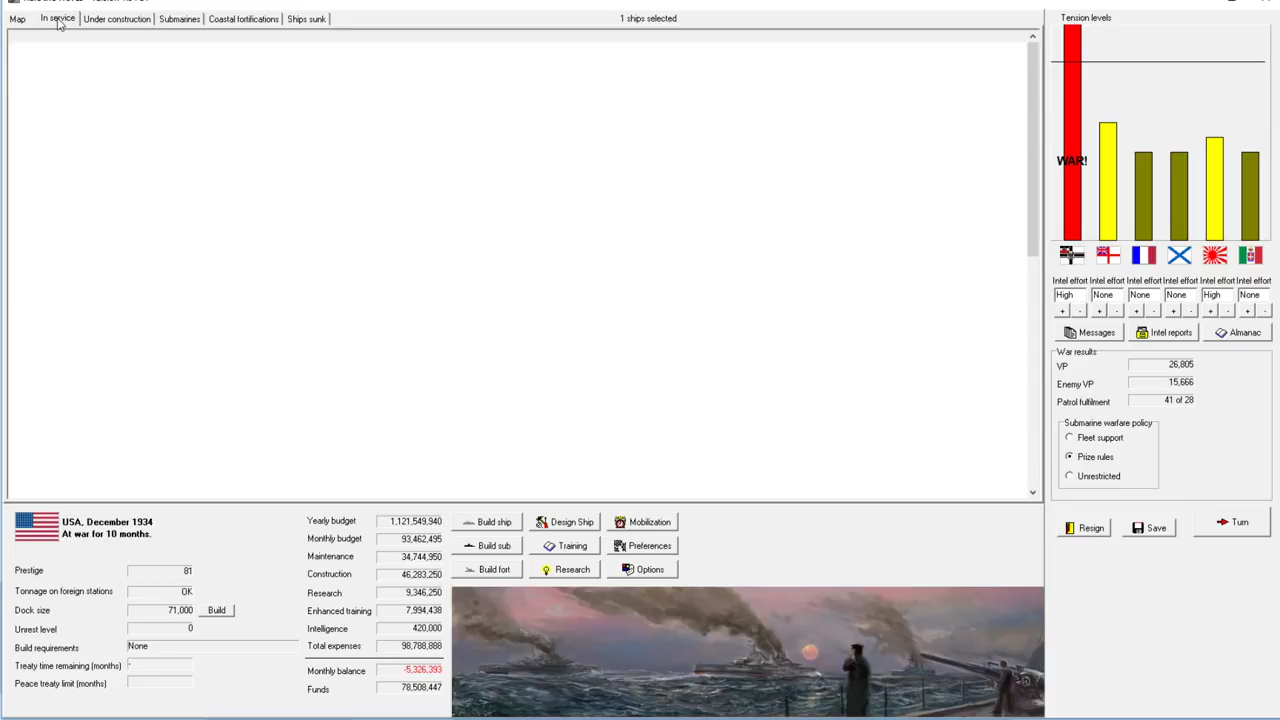 Map In service Under construction Submarines Coastal fortifications Ships sunk 1 ships selected
Tension levels
WAR!
Intel effort Intel effort Intel effort Intel effort Intel effort Intel effort
High None None None High None
+ - + - + - + - + - + -
Messages Intel reports Almanac
War results
VP 26,805
Enemy VP 15,666
Patrol fulfilment 41 of 28
Submarine warfare policy
Fleet support
Prize rules
Unrestricted
Resign Save Turn
USA, December 1934
At war for 10 months.
Prestige 81
Tonnage on foreign stations OK
Dock size 71,000 Build
Unrest level 0
Build requirements None
Treaty time remaining (months) -
Peace treaty limit (months)
Yearly budget 1,121,549,940
Monthly budget 93,462,495
Maintenance 34,744,950
Construction 46,283,250
Research 9,346,250
Enhanced training 7,994,438
Intelligence 420,000
Total expenses 98,788,888
Monthly balance -5,326,393
Funds 78,508,447
Build ship Design Ship Mobilization
Build sub Training Preferences
Build fort Research Options